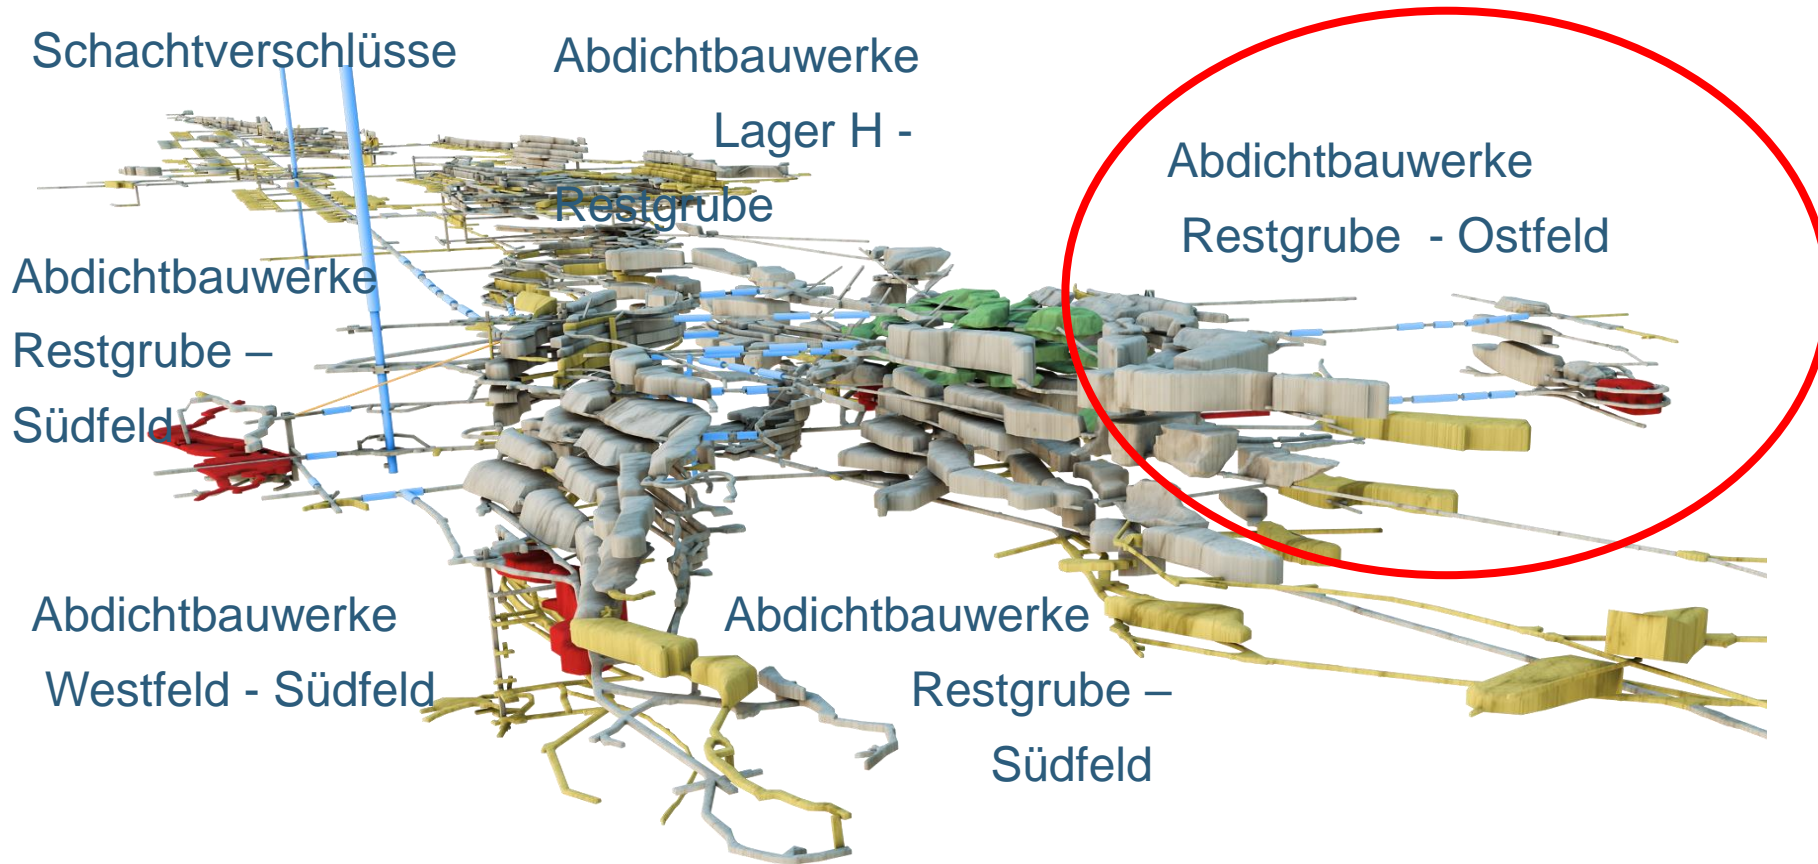 Schachtverschlüsse
Abdichtbauwerke
Lager H -
Restgrube
Abdichtbauwerke
Restgrube - Ostfeld
Abdichtbauwerke
Restgrube –
Südfeld
Abdichtbauwerke
Westfeld - Südfeld
Abdichtbauwerke
Restgrube –
Südfeld